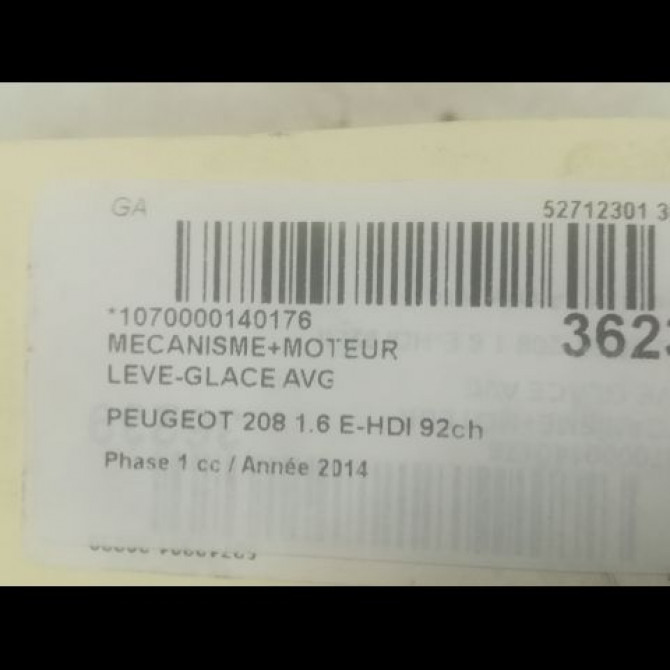 GA
52712301 3
*1070000140176
3623
MECANISME+MOTEUR
LEVE-GLACE AVG
PEUGEOT 208 1.6 E-HDI 92ch
Phase 1 cc / Année 2014